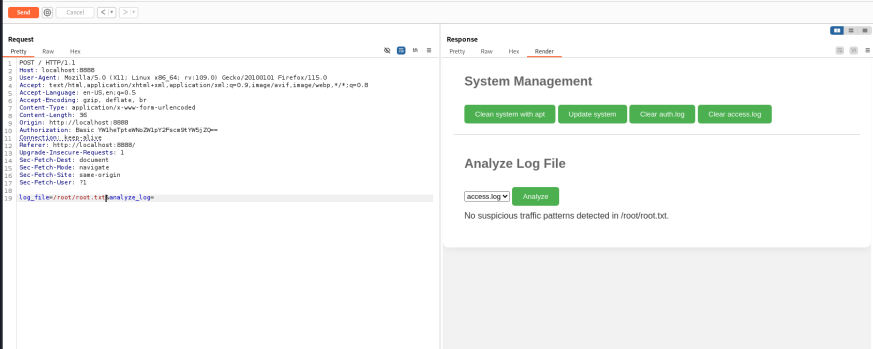 Send Cancel < >
Request
Pretty Raw Hex
1 POST / HTTP/1.1
2 Host: localhost:8888
3 User-Agent: Mozilla/5.0 (X11; Linux x86_64; rv:109.0) Gecko/20100101 Firefox/115.0
4 Accept: text/html,application/xhtml+xml,application/xml;q=0.9,image/avif,image/webp,*/*;q=0.8
5 Accept-Language: en-US,en;q=0.5
6 Accept-Encoding: gzip, deflate, br
7 Content-Type: application/x-www-form-urlencoded
8 Content-Length: 36
9 Origin: http://localhost:8888
10 Authorization: Basic
11 Connection: keep-alive
12 Referer: http://localhost:8888/
13 Upgrade-Insecure-Requests: 1
14 Sec-Fetch-Dest: document
15 Sec-Fetch-Mode: navigate
16 Sec-Fetch-Site: same-origin
17 Sec-Fetch-User: ?1
18
19 log_file=/root/root.txt&analyze_log=
Response
Pretty Raw Hex Render
System Management
Clean system with apt Update system Clear auth.log Clear access.log
Analyze Log File
access.log Analyze
No suspicious traffic patterns detected in /root/root.txt.